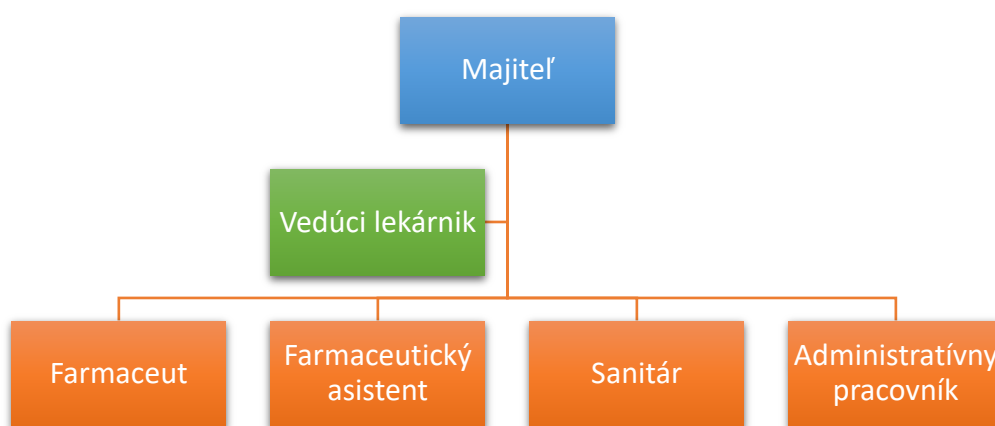 Majiteľ
Vedúci lekárnik
Farmaceut
Farmaceutický
asistent
Sanitár
Administratívny
pracovník